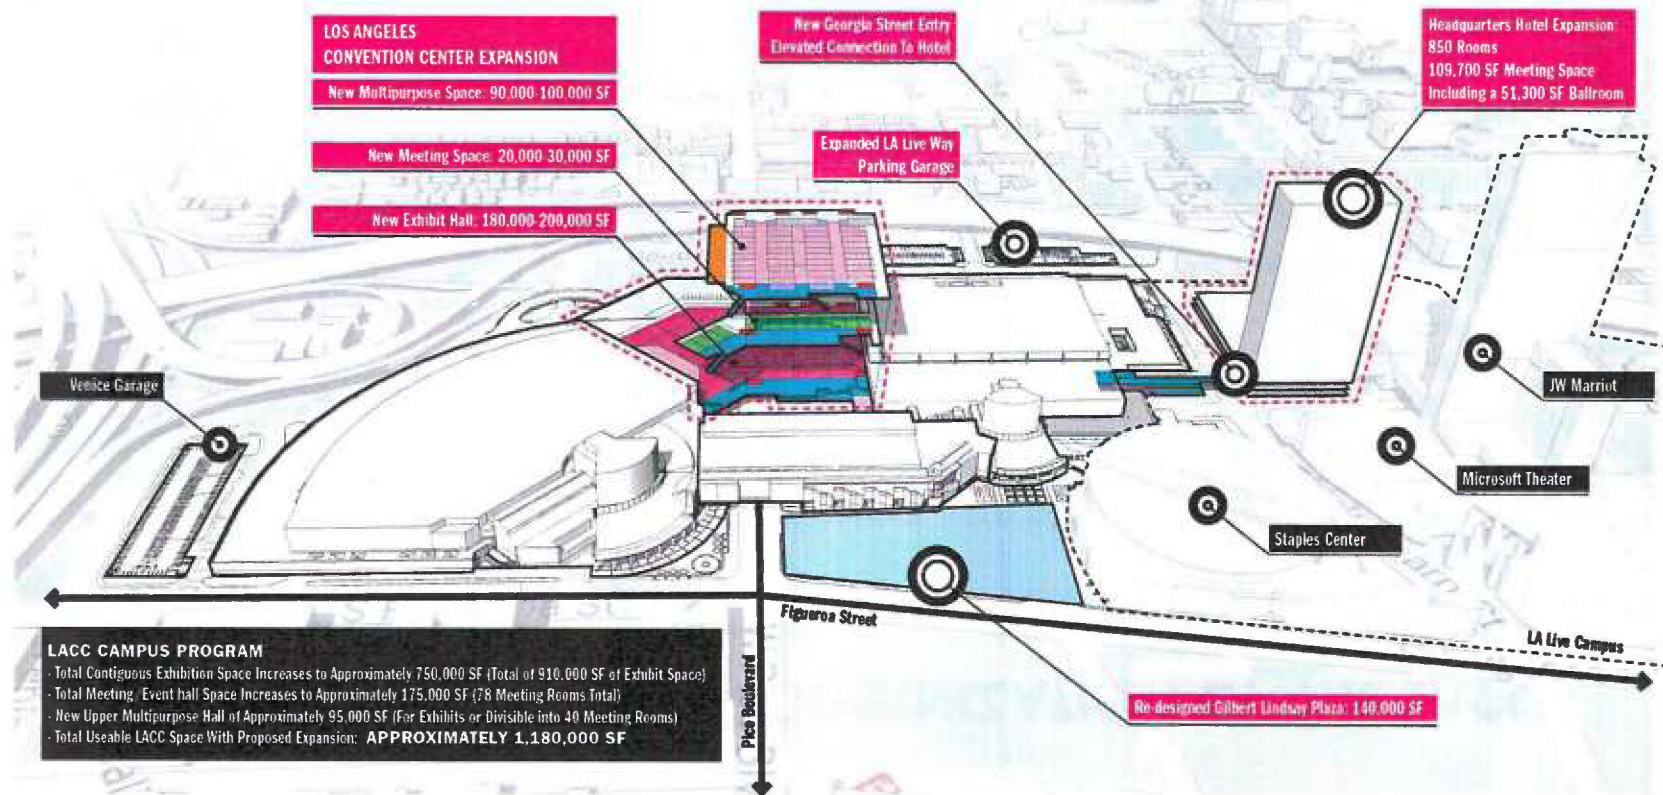 LOS ANGELES
CONVENTION CENTER EXPANSION
New Multipurpose Space: 90,000-100,000 SF
New Meeting Space: 20,000-30,000 SF
New Exhibit Hall: 180,000-200,000 SF
New Georgia Street Entry
Elevated Connection To Hotel
Expanded LA Live Way
Parking Garage
Headquarters Hotel Expansion:
850 Rooms
109,700 SF Meeting Space
Including a 51,300 SF Ballroom
Venice Garage
JW Marriot
Microsoft Theater
Staples Center
Figueroa Street
LA Live Campus
Pico Boulevard
LACC CAMPUS PROGRAM
- Total Contiguous Exhibition Space Increases to Approximately 750,000 SF (Total of 910,000 SF of Exhibit Space)
- Total Meeting/Event hall Space Increases to Approximately 175,000 SF (78 Meeting Rooms Total)
- New Upper Multipurpose Hall of Approximately 95,000 SF (For Exhibits or Divisible into 40 Meeting Rooms)
- Total Useable LACC Space With Proposed Expansion: APPROXIMATELY 1,180,000 SF
Re-designed Gilbert Lindsay Plaza: 140,000 SF